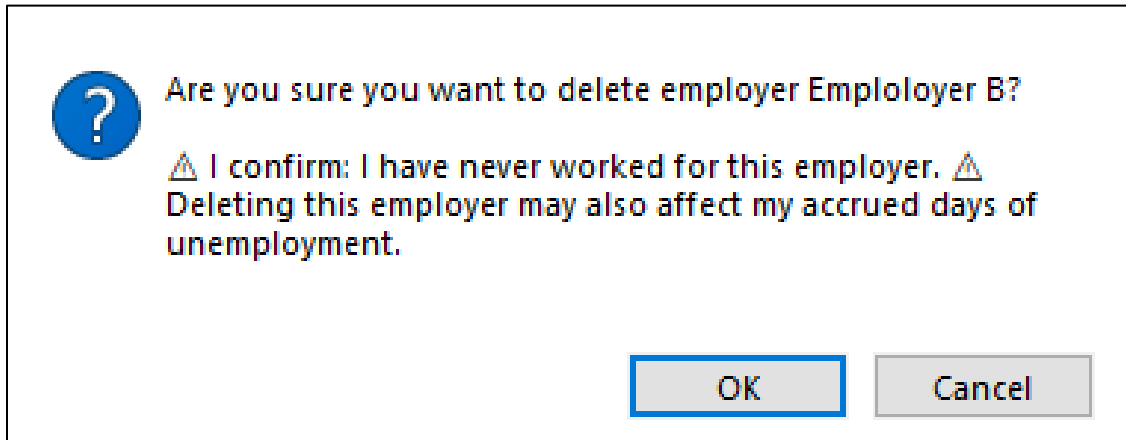 Are you sure you want to delete employer Emploloyer B?
⚠ I confirm: I have never worked for this employer. ⚠
Deleting this employer may also affect my accrued days of
unemployment.
OK
Cancel